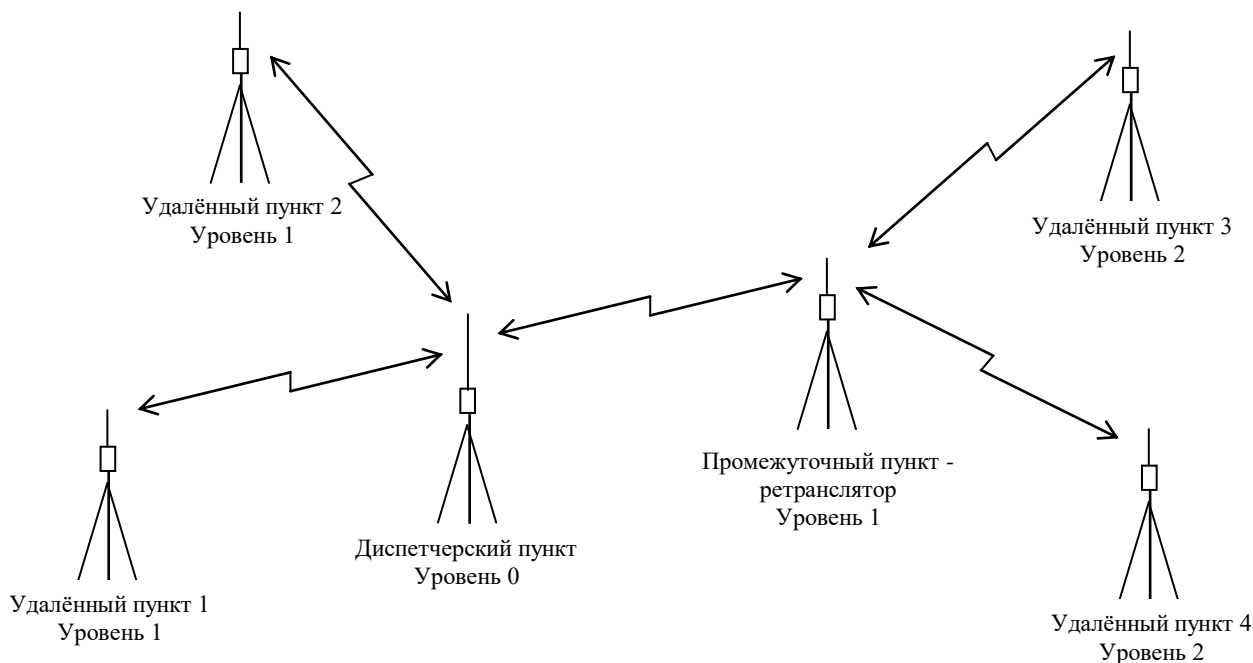 Удалённый пункт 2
Уровень 1
Удалённый пункт 3
Уровень 2
Промежуточный пункт -
ретранслятор
Уровень 1
Диспетчерский пункт
Уровень 0
Удалённый пункт 1
Уровень 1
Удалённый пункт 4
Уровень 2